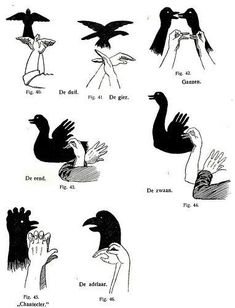 Fig. 40.
De duif.
Fig. 41
De gier.
Fig. 42.
Ganzen.
De eend.
Fig. 43.
De zwaan.
Fig. 44.
Fig. 45.
„Chantecler."
De adelaar.
Fig. 46.